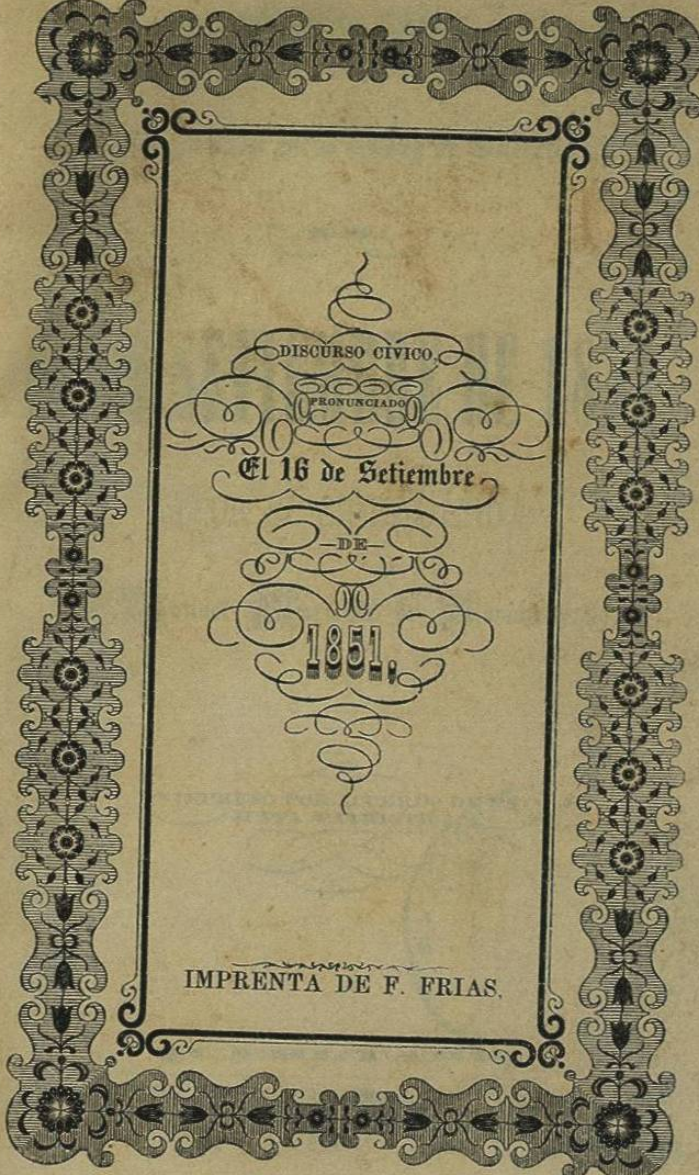 DISCURSO CIVICO,
PRONUNCIADO
El 16 de Setiembre
—DE—
1851,
IMPRENTA DE F. FRIAS.